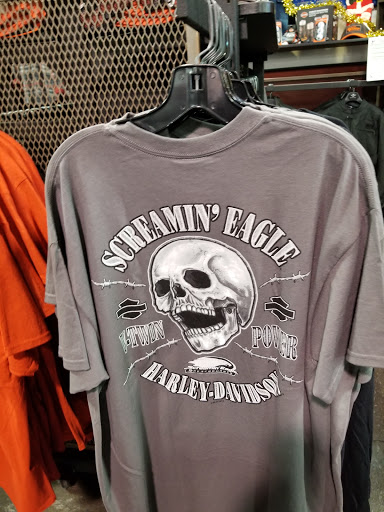 SCREAMIN' EAGLE
V-TWIN POWER
HARLEY-DAVIDSON